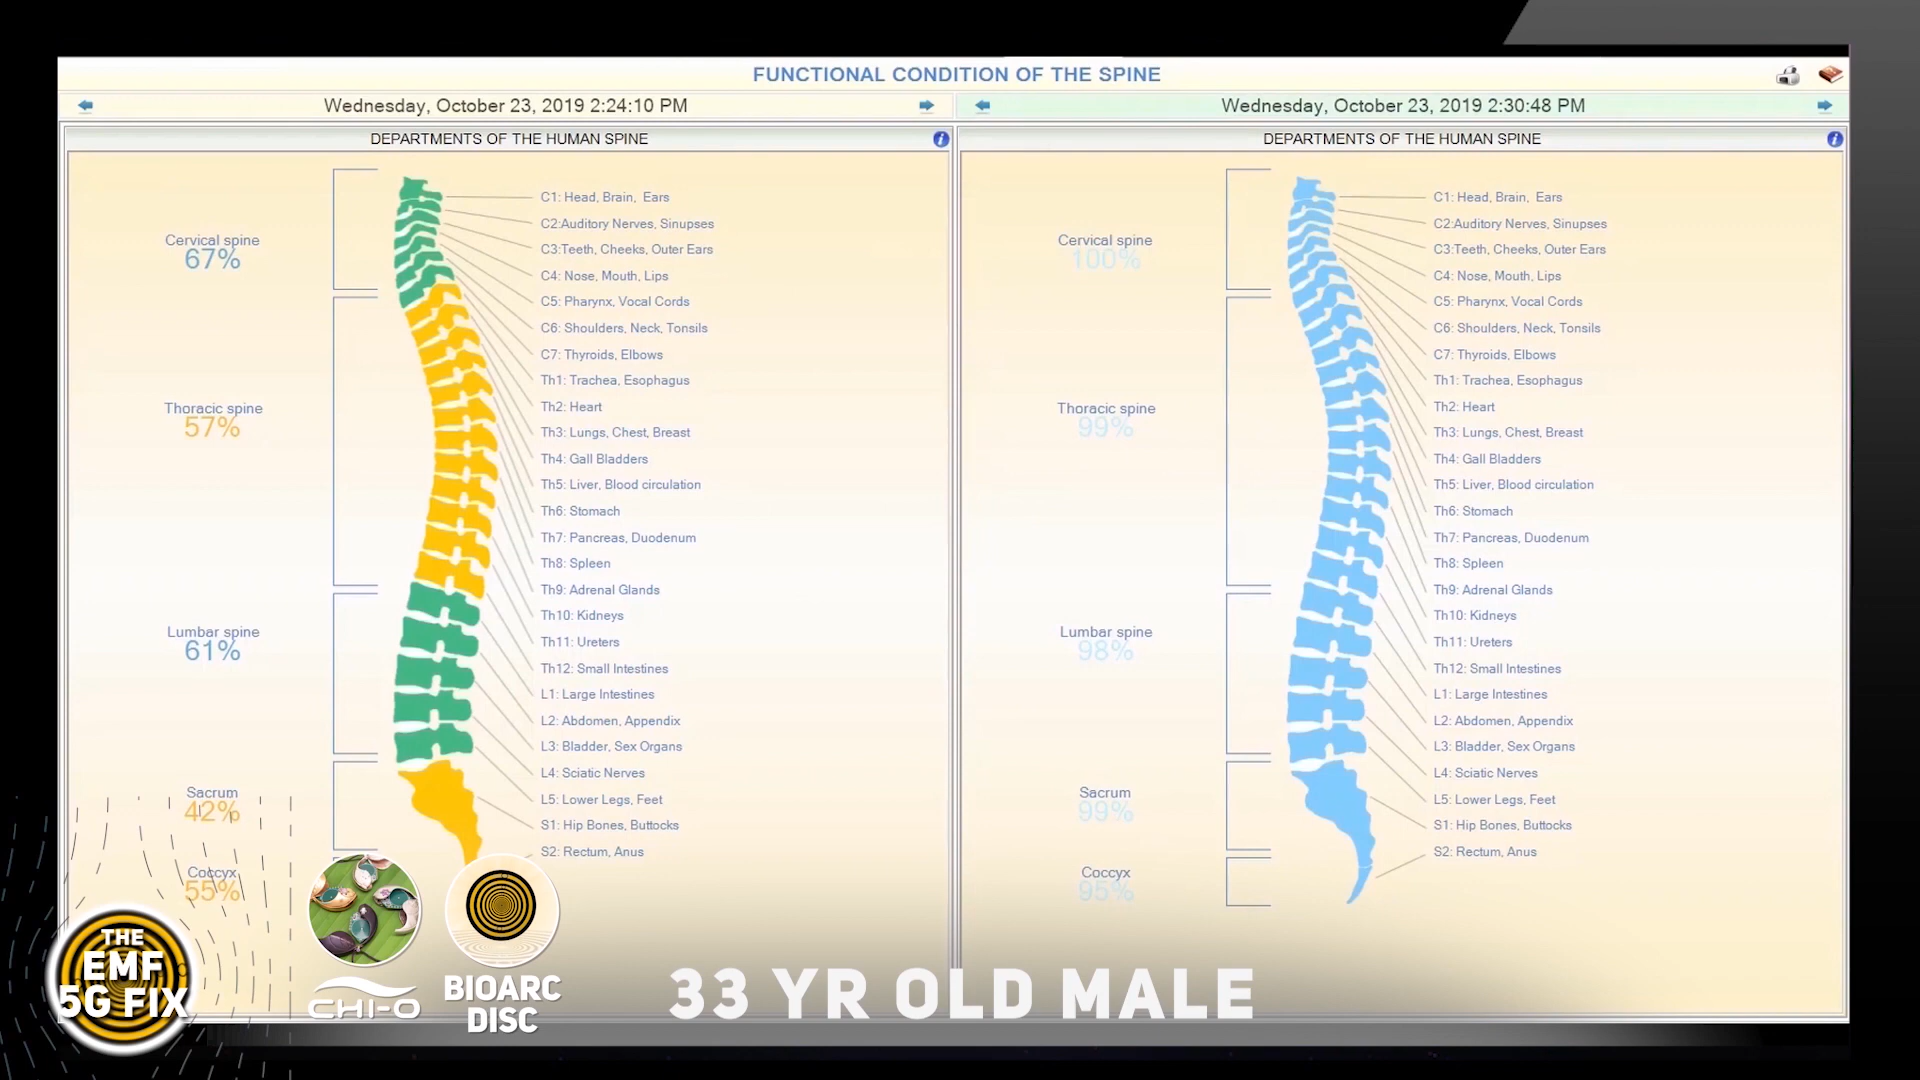 FUNCTIONAL CONDITION OF THE SPINE
Wednesday, October 23, 2019 2:24:10 PM
DEPARTMENTS OF THE HUMAN SPINE
Cervical spine
67%
Thoracic spine
57%
Lumbar spine
61%
Sacrum
42%
Coccyx
55%
C1: Head, Brain, Ears
C2:Auditory Nerves, Sinupses
C3:Teeth, Cheeks, Outer Ears
C4: Nose, Mouth, Lips
C5: Pharynx, Vocal Cords
C6: Shoulders, Neck, Tonsils
C7: Thyroids, Elbows
Th1: Trachea, Esophagus
Th2: Heart
Th3: Lungs, Chest, Breast
Th4: Gall Bladders
Th5: Liver, Blood circulation
Th6: Stomach
Th7: Pancreas, Duodenum
Th8: Spleen
Th9: Adrenal Glands
Th10: Kidneys
Th11: Ureters
Th12: Small Intestines
L1: Large Intestines
L2: Abdomen, Appendix
L3: Bladder, Sex Organs
L4: Sciatic Nerves
L5: Lower Legs, Feet
S1: Hip Bones, Buttocks
S2: Rectum, Anus
Wednesday, October 23, 2019 2:30:48 PM
DEPARTMENTS OF THE HUMAN SPINE
Cervical spine
100%
Thoracic spine
99%
Lumbar spine
98%
Sacrum
99%
Coccyx
95%
C1: Head, Brain, Ears
C2:Auditory Nerves, Sinupses
C3:Teeth, Cheeks, Outer Ears
C4: Nose, Mouth, Lips
C5: Pharynx, Vocal Cords
C6: Shoulders, Neck, Tonsils
C7: Thyroids, Elbows
Th1: Trachea, Esophagus
Th2: Heart
Th3: Lungs, Chest, Breast
Th4: Gall Bladders
Th5: Liver, Blood circulation
Th6: Stomach
Th7: Pancreas, Duodenum
Th8: Spleen
Th9: Adrenal Glands
Th10: Kidneys
Th11: Ureters
Th12: Small Intestines
L1: Large Intestines
L2: Abdomen, Appendix
L3: Bladder, Sex Organs
L4: Sciatic Nerves
L5: Lower Legs, Feet
S1: Hip Bones, Buttocks
S2: Rectum, Anus
THE
EMF
5G FIX
CHI-O
BIOARC
DISC
33 YR OLD MALE